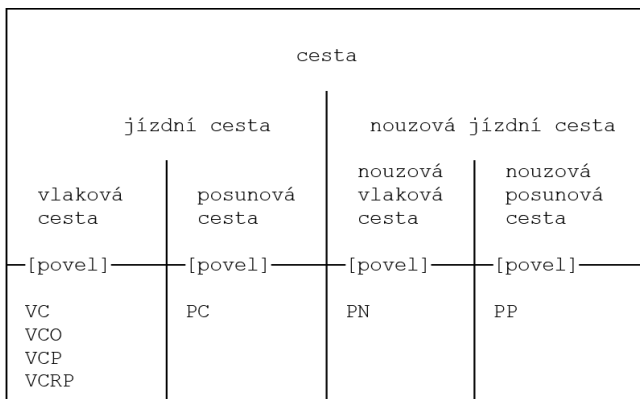 cesta
jízdní cesta nouzová jízdní cesta
vlaková cesta
posunová cesta
nouzová vlaková cesta
nouzová posunová cesta
[povel] [povel] [povel] [povel]
VC PC PN PP
VCO
VCP
VCRP